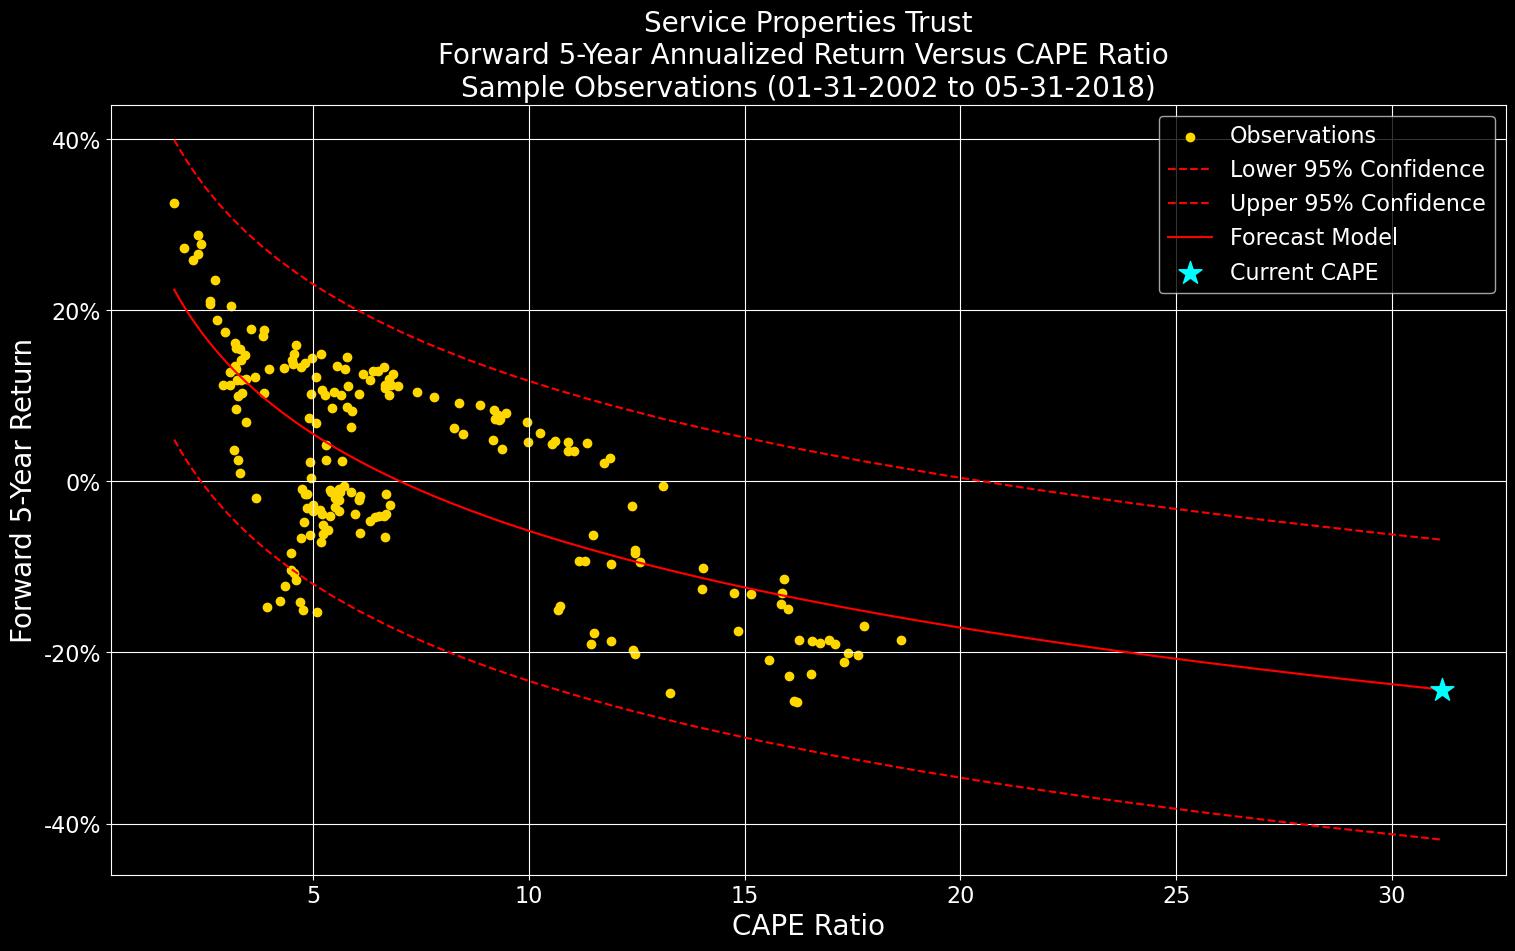 Service Properties Trust
Forward 5-Year Annualized Return Versus CAPE Ratio
Sample Observations (01-31-2002 to 05-31-2018)
Observations
Lower 95% Confidence
Upper 95% Confidence
Forecast Model
Current CAPE
Forward 5-Year Return
40%
20%
0%
-20%
-40%
5 10 15 20 25 30
CAPE Ratio